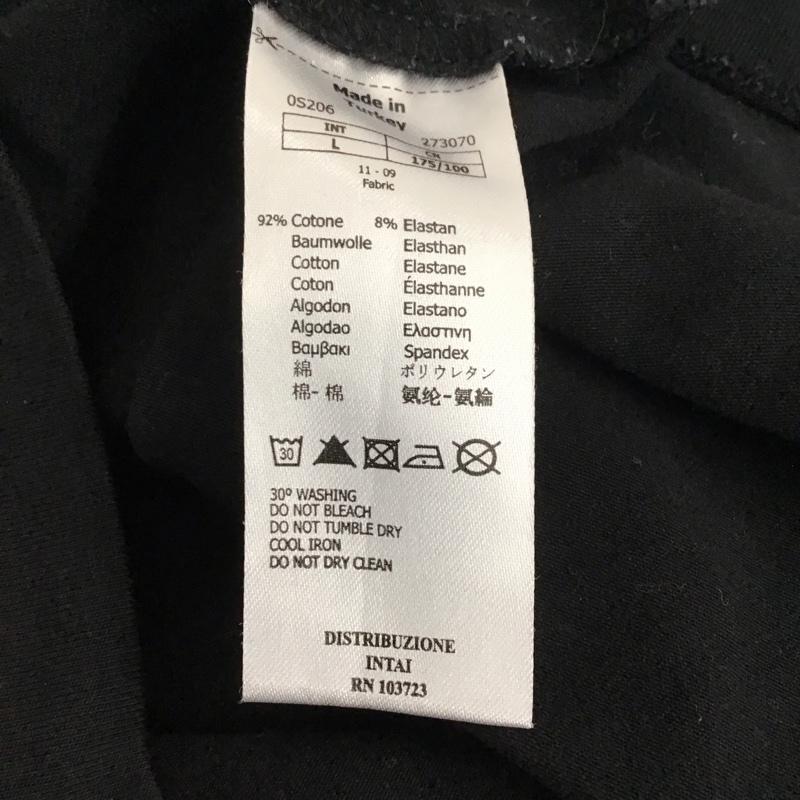 Made in
Turkey
0S206
273070
INT
CN
L
175/100
11 - 09
Fabric
92% Cotone 8% Elastan
Baumwolle Elasthan
Cotton Elastane
Coton Élasthanne
Algodon Elastano
Algodao Ελαστινη
Βαμβακι Spandex
綿 ポリウレタン
棉- 棉 氨纶-氨綸
30
30º WASHING
DO NOT BLEACH
DO NOT TUMBLE DRY
COOL IRON
DO NOT DRY CLEAN
DISTRIBUZIONE
INTAI
RN 103723